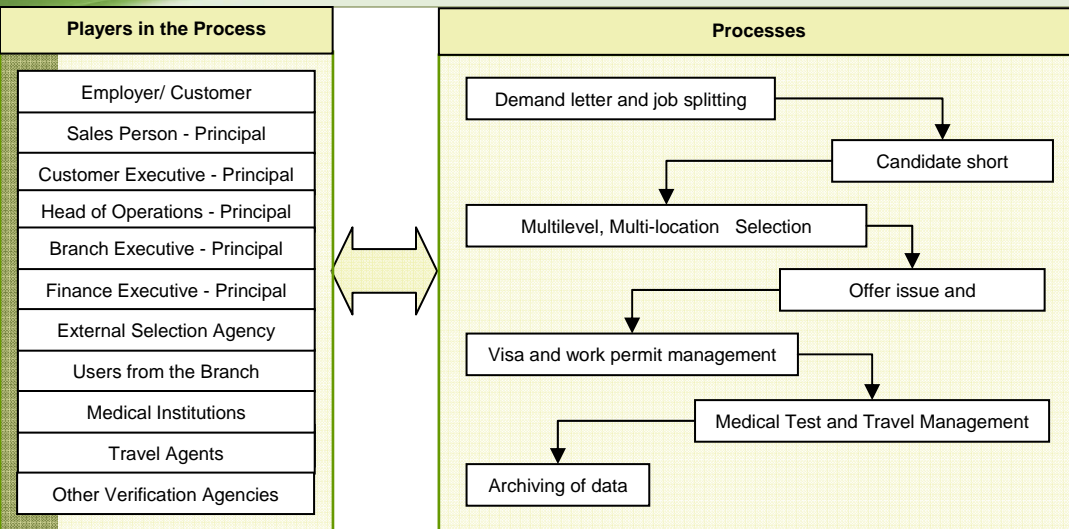 Players in the Process
Employer/ Customer
Sales Person - Principal
Customer Executive - Principal
Head of Operations - Principal
Branch Executive - Principal
Finance Executive - Principal
External Selection Agency
Users from the Branch
Medical Institutions
Travel Agents
Other Verification Agencies
Processes
Demand letter and job splitting
Candidate short
Multilevel, Multi-location Selection
Offer issue and
Visa and work permit management
Medical Test and Travel Management
Archiving of data